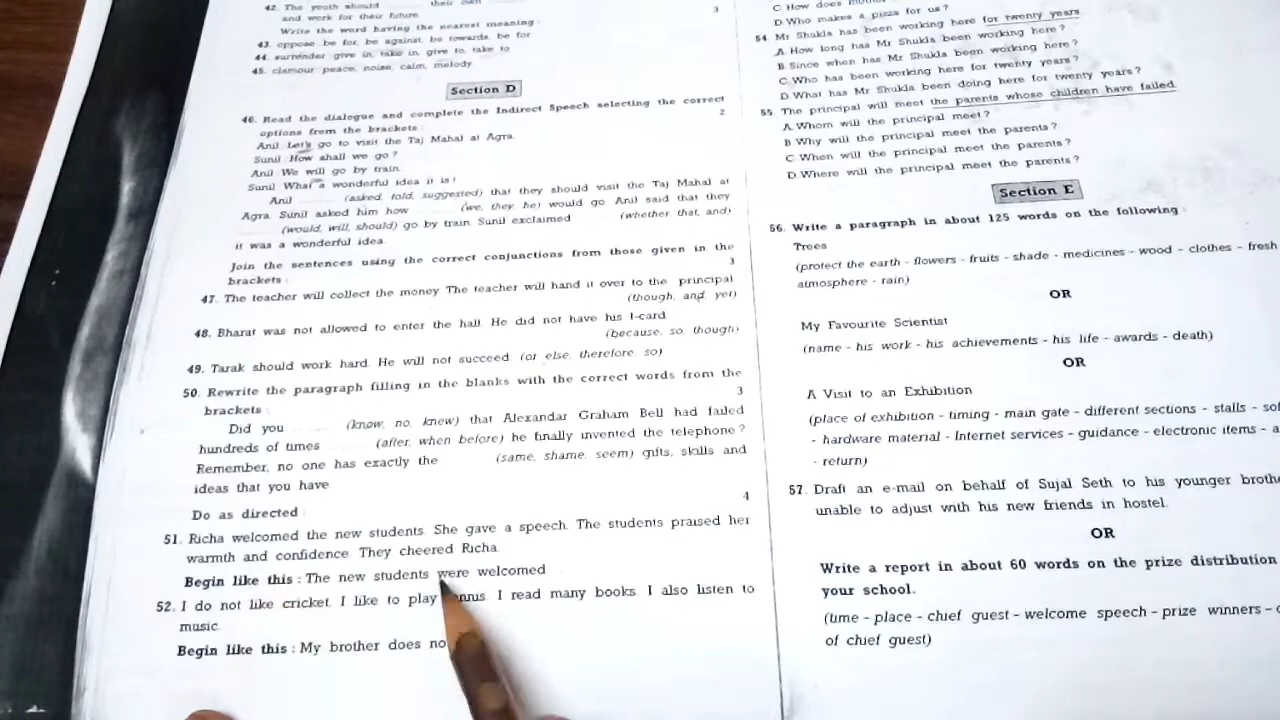 42. The youth should their own
and work for their future.
Write the word having the nearest meaning :
43. oppose be for, be against, be towards, be for
44. surrender give in, take in, give to, take to
45. clamour peace, noise, calm, melody
3
Section D
46. Read the dialogue and complete the Indirect Speech selecting the correct
options from the brackets :
2
Anil Let's go to visit the Taj Mahal at Agra.
Sunil How shall we go ?
Anil We will go by train.
Sunil What a wonderful idea it is !
Anil (asked, told, suggested) that they should visit the Taj Mahal at
Agra. Sunil asked him how (we, they, he) would go. Anil said that they
(would, will, should) go by train. Sunil exclaimed (whether that, and)
it was a wonderful idea.
Join the sentences using the correct conjunctions from those given in the
brackets :
3
47. The teacher will collect the money. The teacher will hand it over to the principal.
(though, and, yet)
48. Bharat was not allowed to enter the hall. He did not have his I-card.
(because, so, though)
49. Tarak should work hard. He will not succeed. (or else, therefore, so)
50. Rewrite the paragraph filling in the blanks with the correct words from the
brackets :
3
Did you (know, no, knew) that Alexandar Graham Bell had failed
hundreds of times (after, when before) he finally invented the telephone ?
Remember, no one has exactly the (same, shame, seem) gifts, skills and
ideas that you have.
Do as directed :
4
51. Richa welcomed the new students. She gave a speech. The students praised her
warmth and confidence. They cheered Richa.
Begin like this : The new students were welcomed
52. I do not like cricket. I like to play I read many books. I also listen to
music.
Begin like this : My brother does no
C. How does
D. Who makes a pizza for us ?
54. Mr Shukla has been working here for twenty years.
A. How long has Mr Shukla been working here ?
B. Since when has Mr Shukla been working here ?
C. Who has been working here for twenty years ?
D. What has Mr Shukla been doing here for twenty years ?
55. The principal will meet the parents whose children have failed.
A. Whom will the principal meet ?
B. Why will the principal meet the parents ?
C. When will the principal meet the parents ?
D. Where will the principal meet the parents ?
Section E
56. Write a paragraph in about 125 words on the following :
Trees
(protect the earth - flowers - fruits - shade - medicines - wood - clothes - fresh
atmosphere - rain)
OR
My Favourite Scientist
(name - his work - his achievements - his life - awards - death)
OR
A Visit to an Exhibition
(place of exhibition - timing - main gate - different sections - stalls -
- hardware material - Internet services - guidance - electronic items -
- return)
57. Draft an e-mail on behalf of Sujal Seth to his younger
unable to adjust with his new friends in hostel.
OR
Write a report in about 60 words on the prize distribution
your school.
(time - place - chief guest - welcome speech - prize winners -
of chief guest)